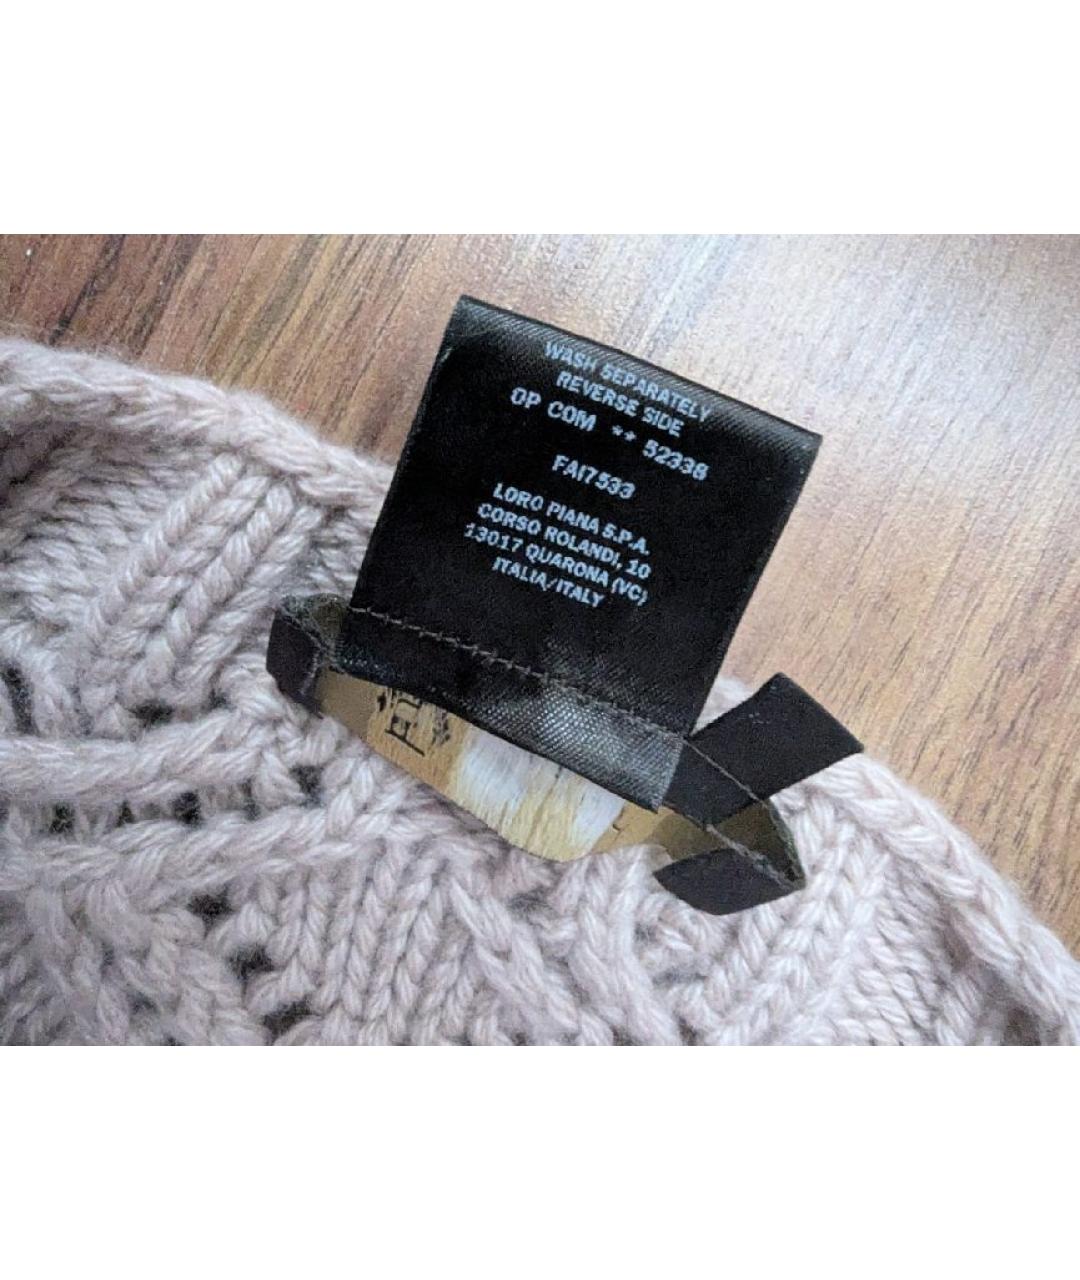 WASH SEPARATELY
REVERSE SIDE
OP COM ** 52338
FAI7533
LORO PIANA S.P.A.
CORSO ROLANDI, 10
13017 QUARONA (VC)
ITALIA/ITALY